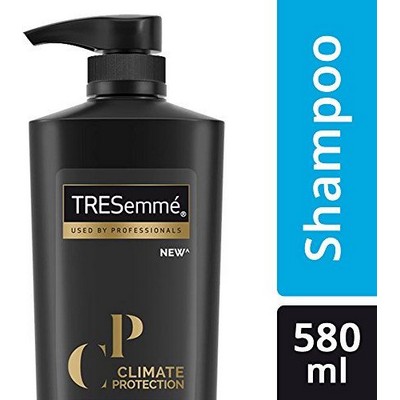 TRESemmé®
USED BY PROFESSIONALS
NEW^
CP
CLIMATE
PROTECTION
Shampoo
580
ml